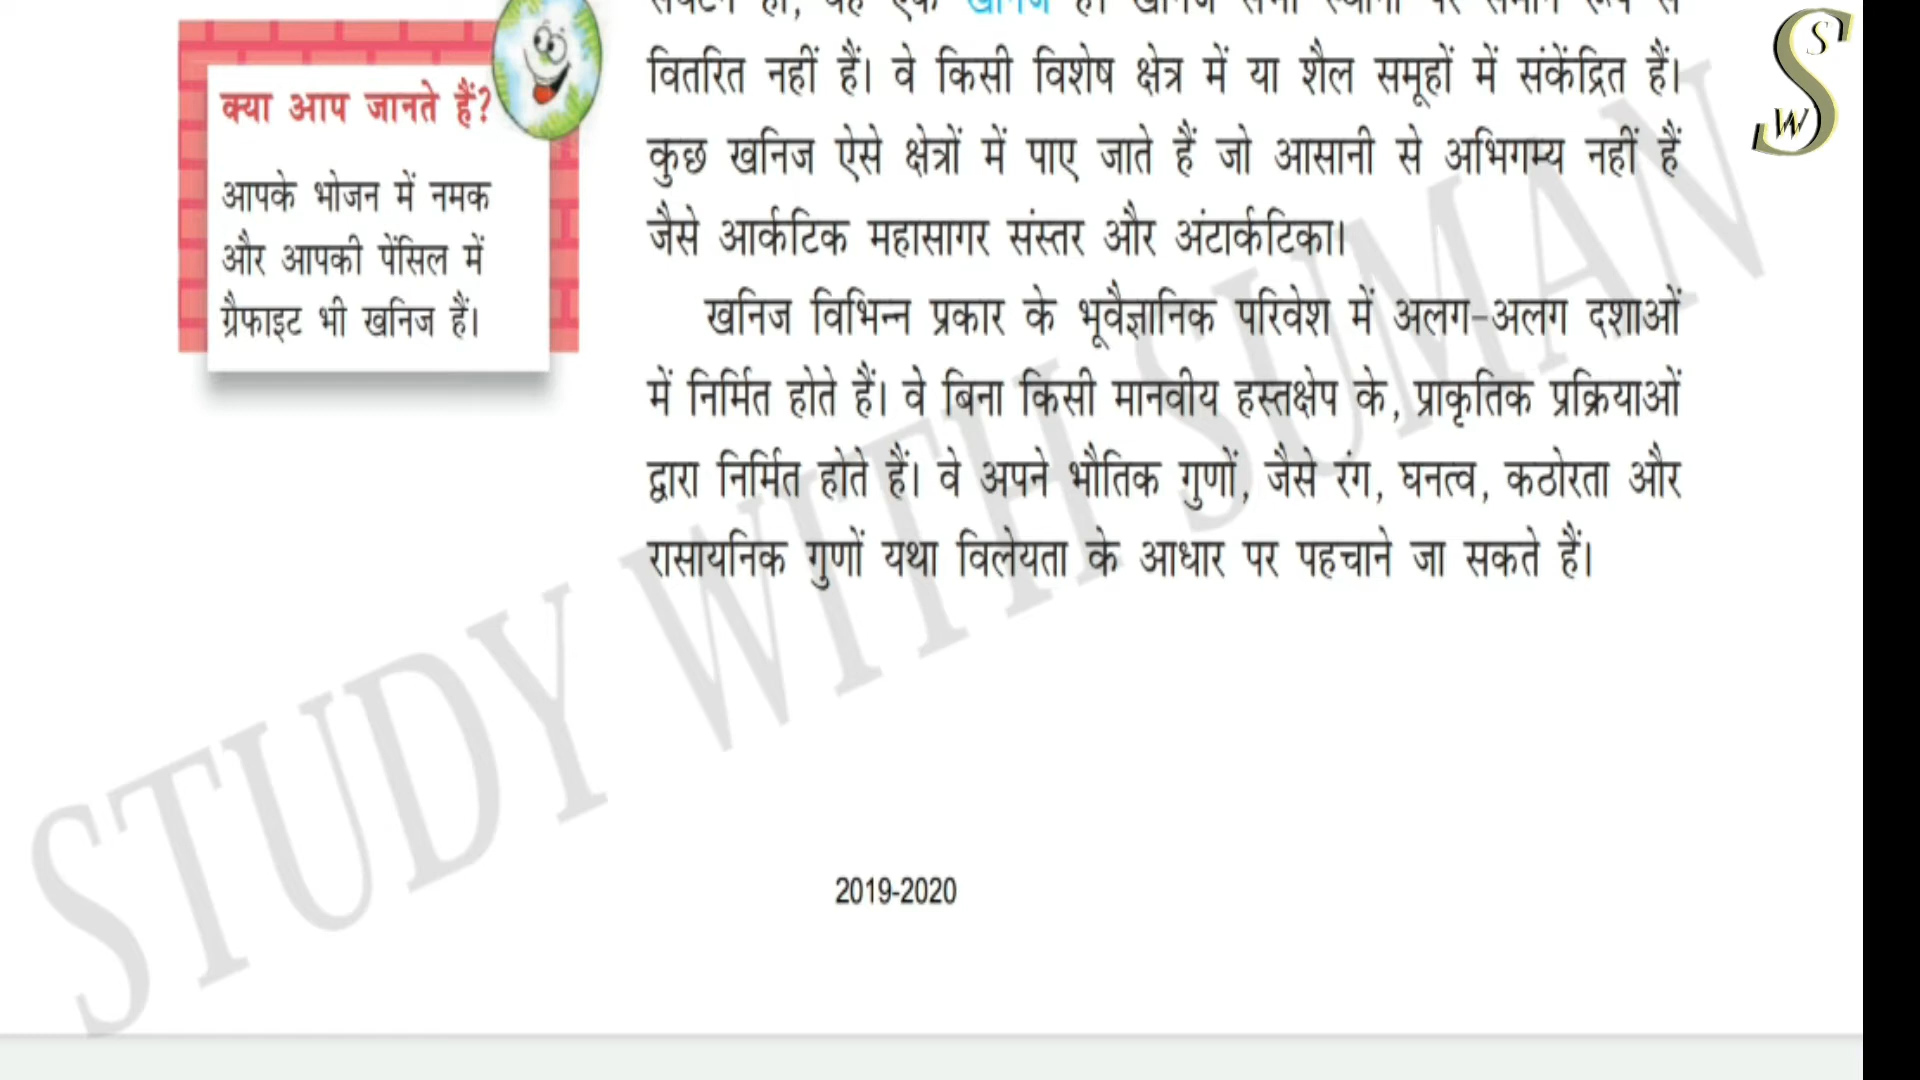 क्या आप जानते हैं?
आपके भोजन में नमक
और आपकी पेंसिल में
ग्रैफाइट भी खनिज हैं।
वितरित नहीं हैं। वे किसी विशेष क्षेत्र में या शैल समूहों में संकेंद्रित हैं।
कुछ खनिज ऐसे क्षेत्रों में पाए जाते हैं जो आसानी से अभिगम्य नहीं हैं
जैसे आर्कटिक महासागर संस्तर और अंटार्कटिका।
खनिज विभिन्न प्रकार के भूवैज्ञानिक परिवेश में अलग-अलग दशाओं
में निर्मित होते हैं। वे बिना किसी मानवीय हस्तक्षेप के, प्राकृतिक प्रक्रियाओं
द्वारा निर्मित होते हैं। वे अपने भौतिक गुणों, जैसे रंग, घनत्व, कठोरता और
रासायनिक गुणों यथा विलेयता के आधार पर पहचाने जा सकते हैं।
2019-2020
STUDY WITH SUMAN
S
S
W